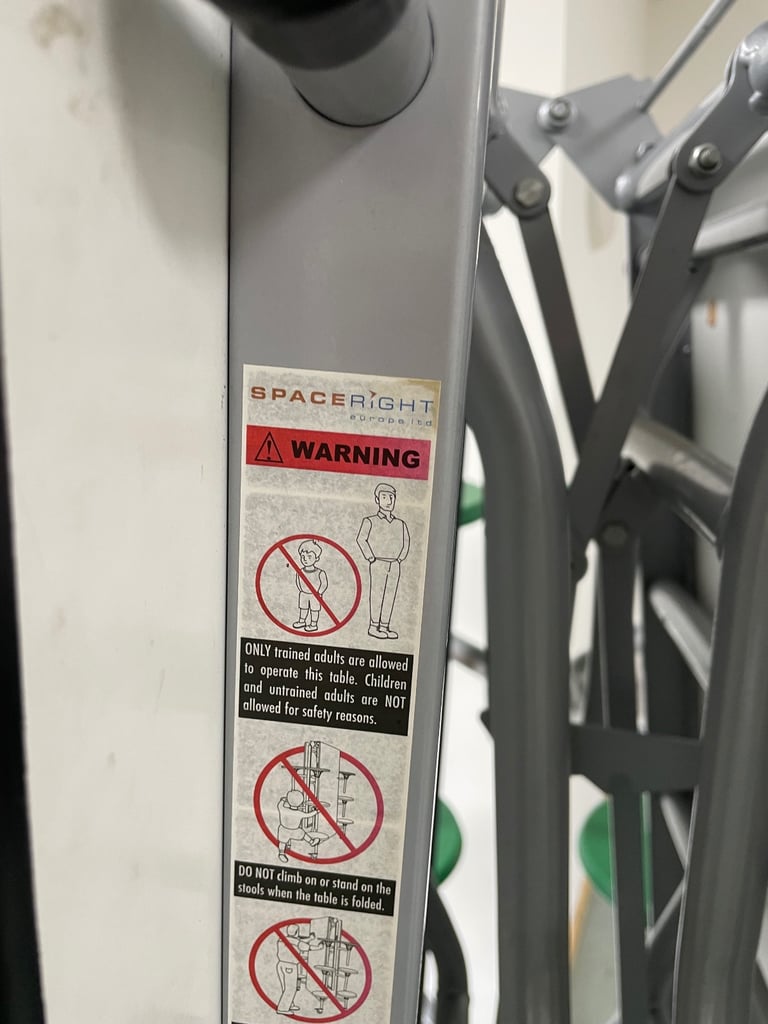 SPACERiGHT
europe ltd
WARNING
ONLY trained adults are allowed
to operate this table. Children
and untrained adults are NOT
allowed for safety reasons.
DO NOT climb on or stand on the
stools when the table is folded.